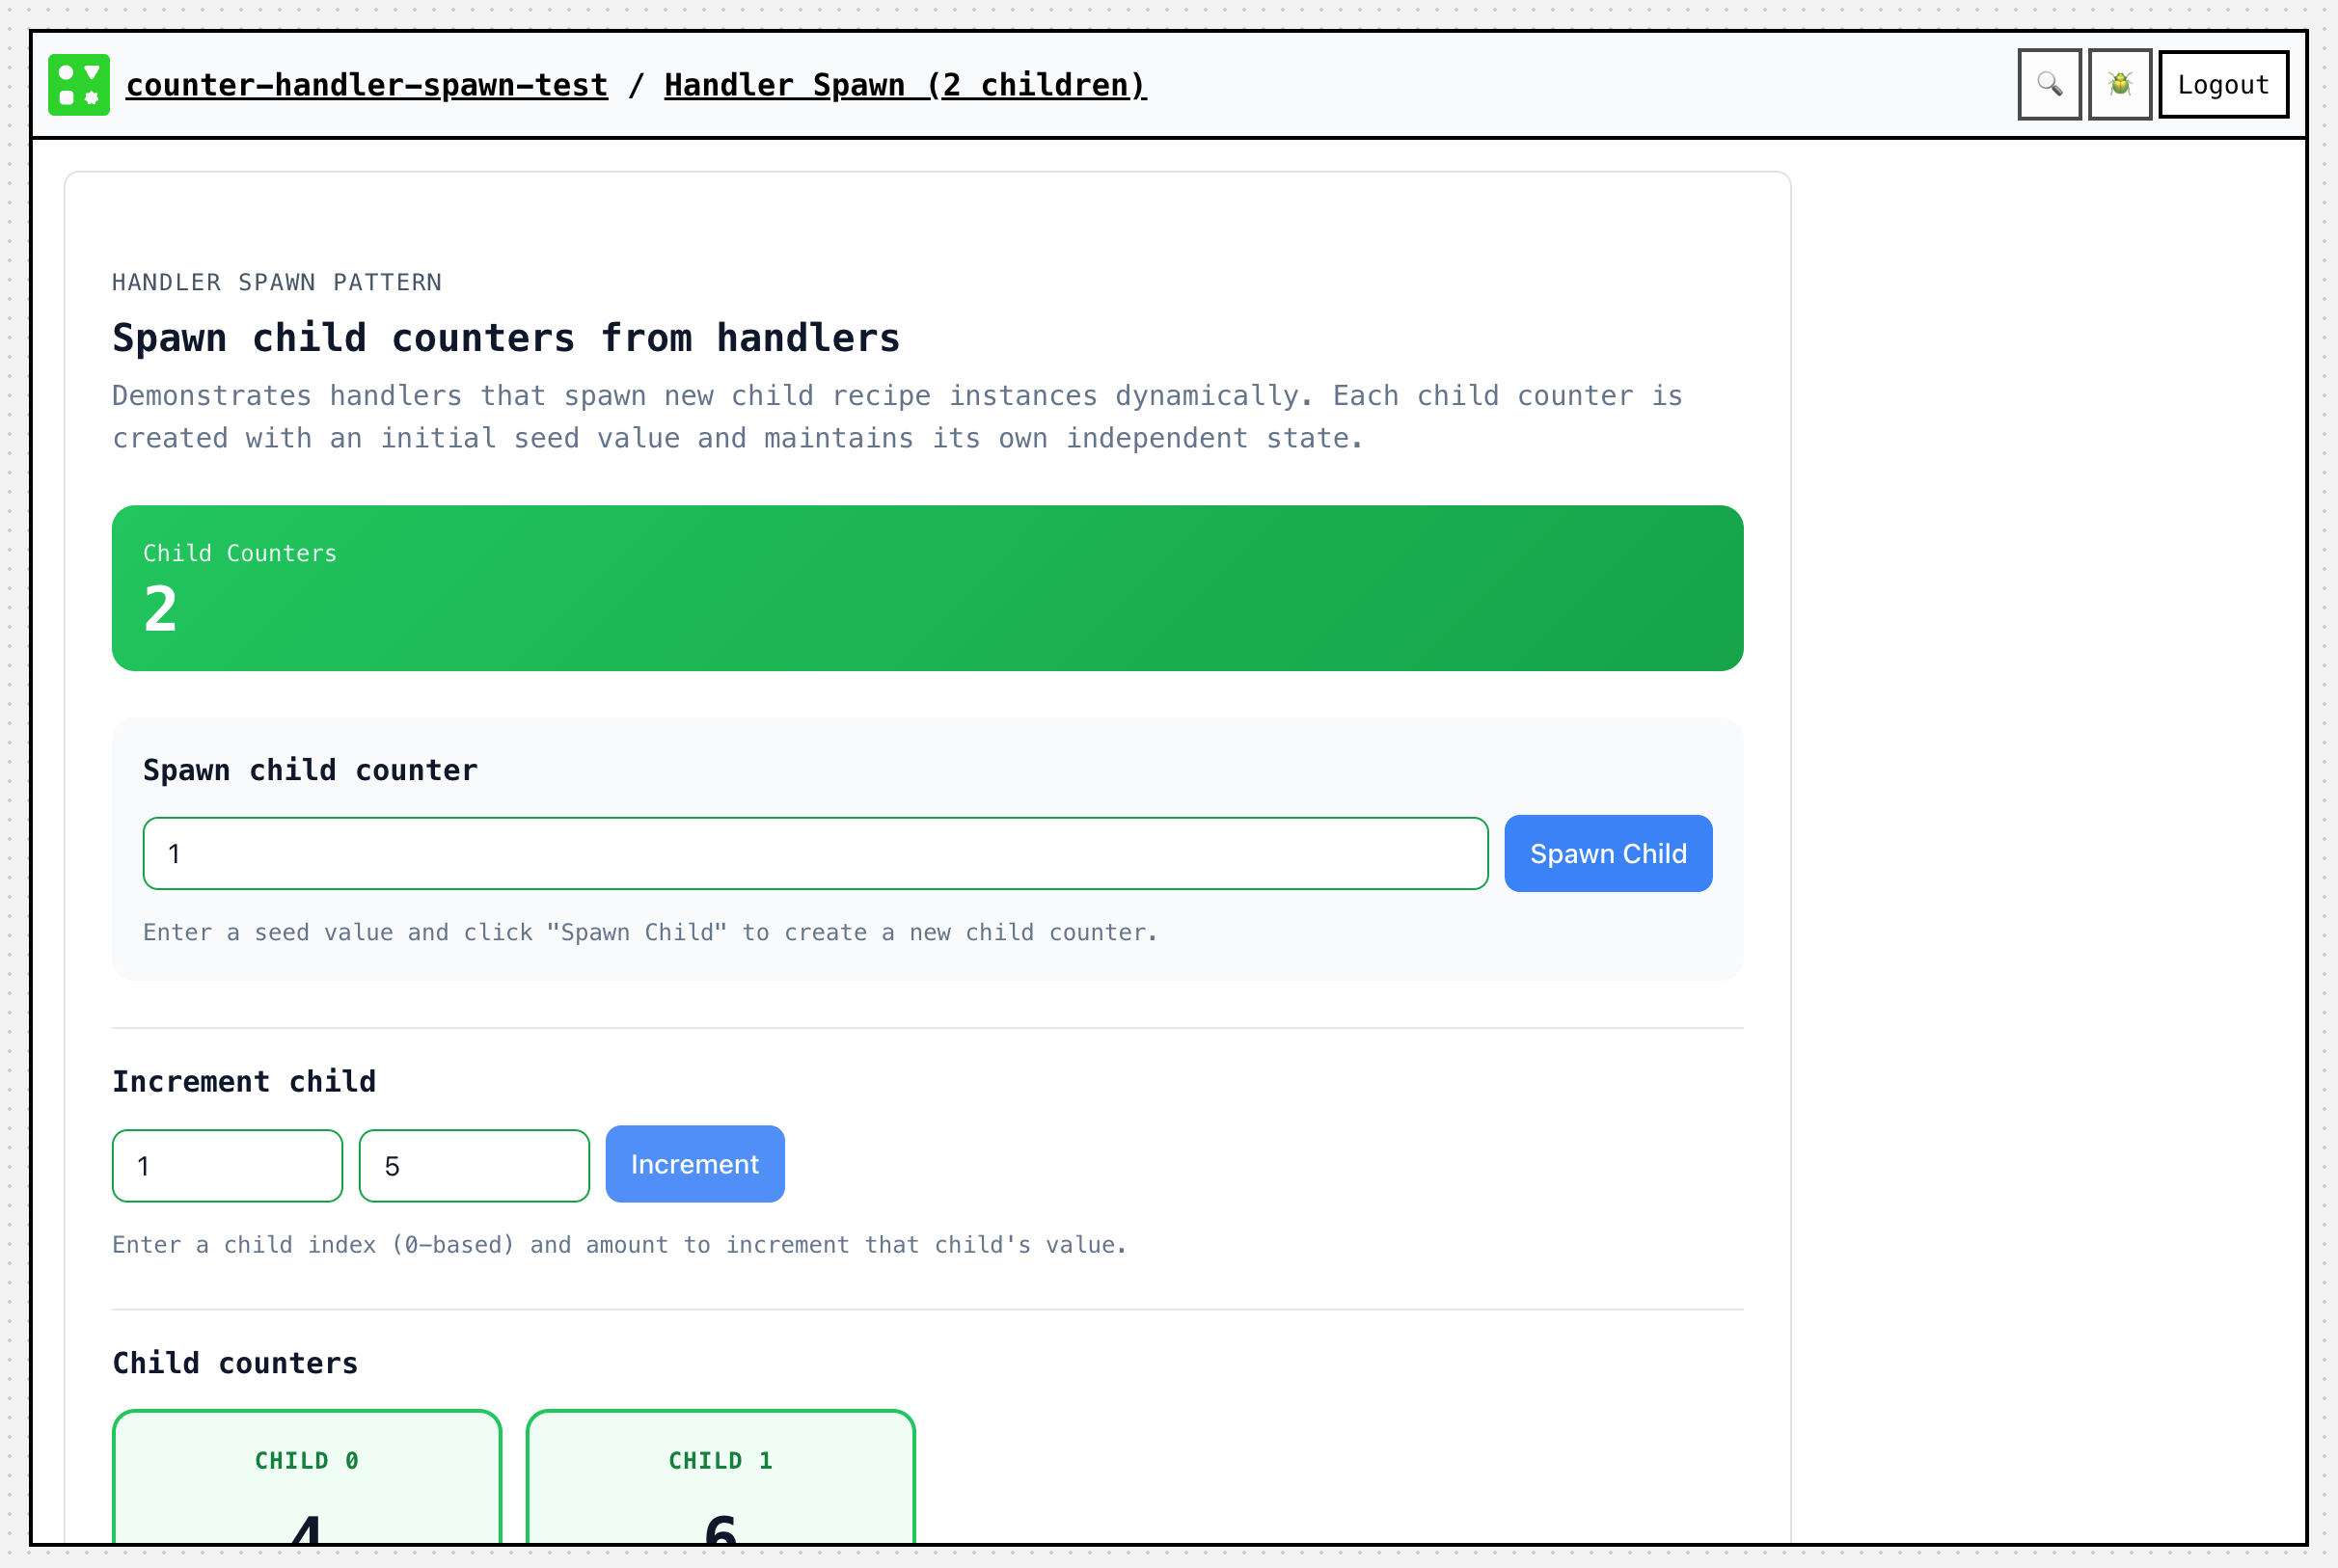 counter-handler-spawn-test / Handler Spawn (2 children)
Logout
HANDLER SPAWN PATTERN
Spawn child counters from handlers
Demonstrates handlers that spawn new child recipe instances dynamically. Each child counter is
created with an initial seed value and maintains its own independent state.
Child Counters
2
Spawn child counter
1
Spawn Child
Enter a seed value and click "Spawn Child" to create a new child counter.
Increment child
1
5
Increment
Enter a child index (0-based) and amount to increment that child's value.
Child counters
CHILD 0
CHILD 1
4
6